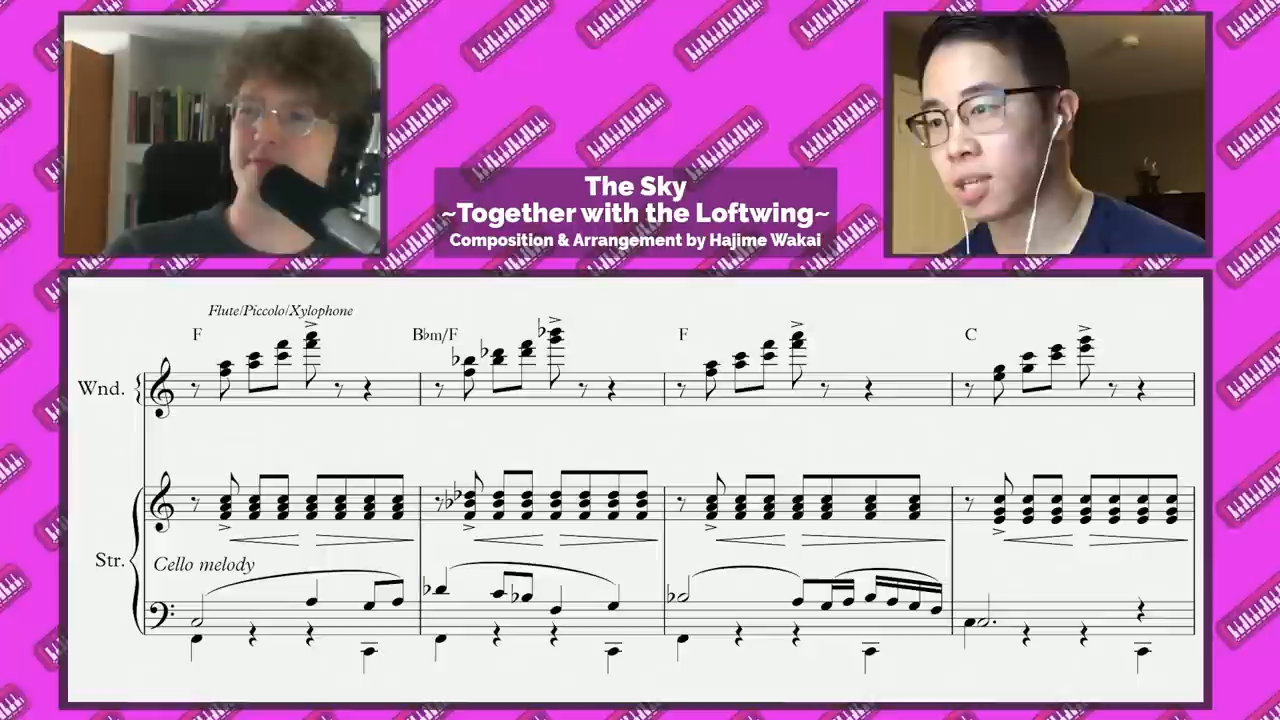 The Sky
~Together with the Loftwing~
Composition & Arrangement by Hajime Wakai
Flute/Piccolo/Xylophone
F B♭m/F F C
Wnd.
Str.
Cello melody